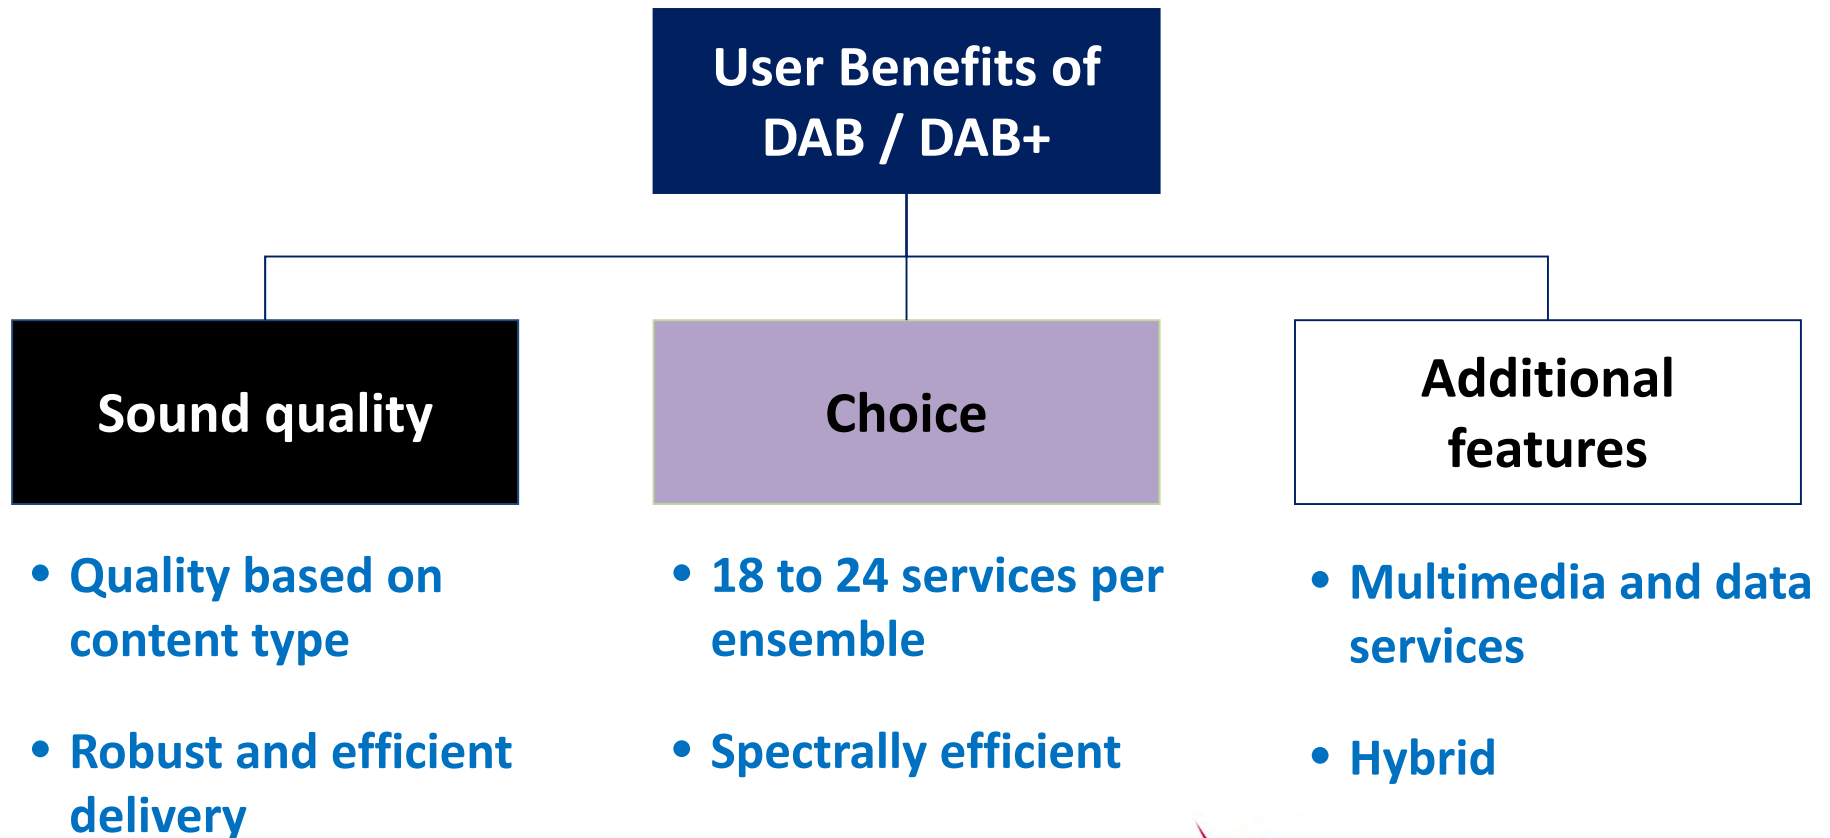 User Benefits of
DAB / DAB+
Sound quality
Choice
Additional
features
• Quality based on
content type
• Robust and efficient
delivery
• 18 to 24 services per
ensemble
• Spectrally efficient
• Multimedia and data
services
• Hybrid